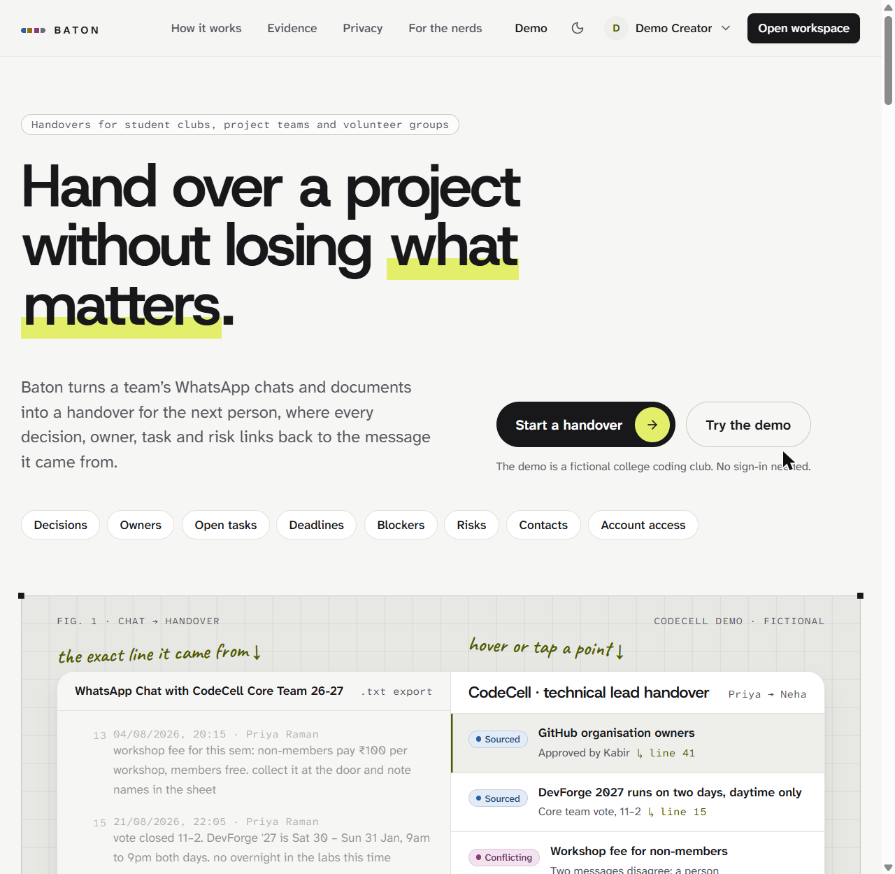 BATON
How it works Evidence Privacy For the nerds Demo D Demo Creator Open workspace
Handovers for student clubs, project teams and volunteer groups
Hand over a project
without losing what
matters.
Baton turns a team's WhatsApp chats and documents
into a handover for the next person, where every
decision, owner, task and risk links back to the message
it came from.
Start a handover → Try the demo
The demo is a fictional college coding club. No sign-in needed.
Decisions Owners Open tasks Deadlines Blockers Risks Contacts Account access
FIG. 1 · CHAT → HANDOVER
CODECELL DEMO · FICTIONAL
the exact line it came from ↓
hover or tap a point ↓
WhatsApp Chat with CodeCell Core Team 26-27 .txt export
13 04/08/2026, 20:15 · Priya Raman
workshop fee for this sem: non-members pay ₹100 per
workshop, members free. collect it at the door and note
names in the sheet
15 21/08/2026, 22:05 · Priya Raman
vote closed 11–2. DevForge '27 is Sat 30 – Sun 31 Jan, 9am
to 9pm both days. no overnight in the labs this time
CodeCell · technical lead handover Priya → Neha
Sourced GitHub organisation owners
Approved by Kabir ↳ line 41
Sourced DevForge 2027 runs on two days, daytime only
Core team vote, 11–2 ↳ line 15
Conflicting Workshop fee for non-members
Two messages disagree; a person